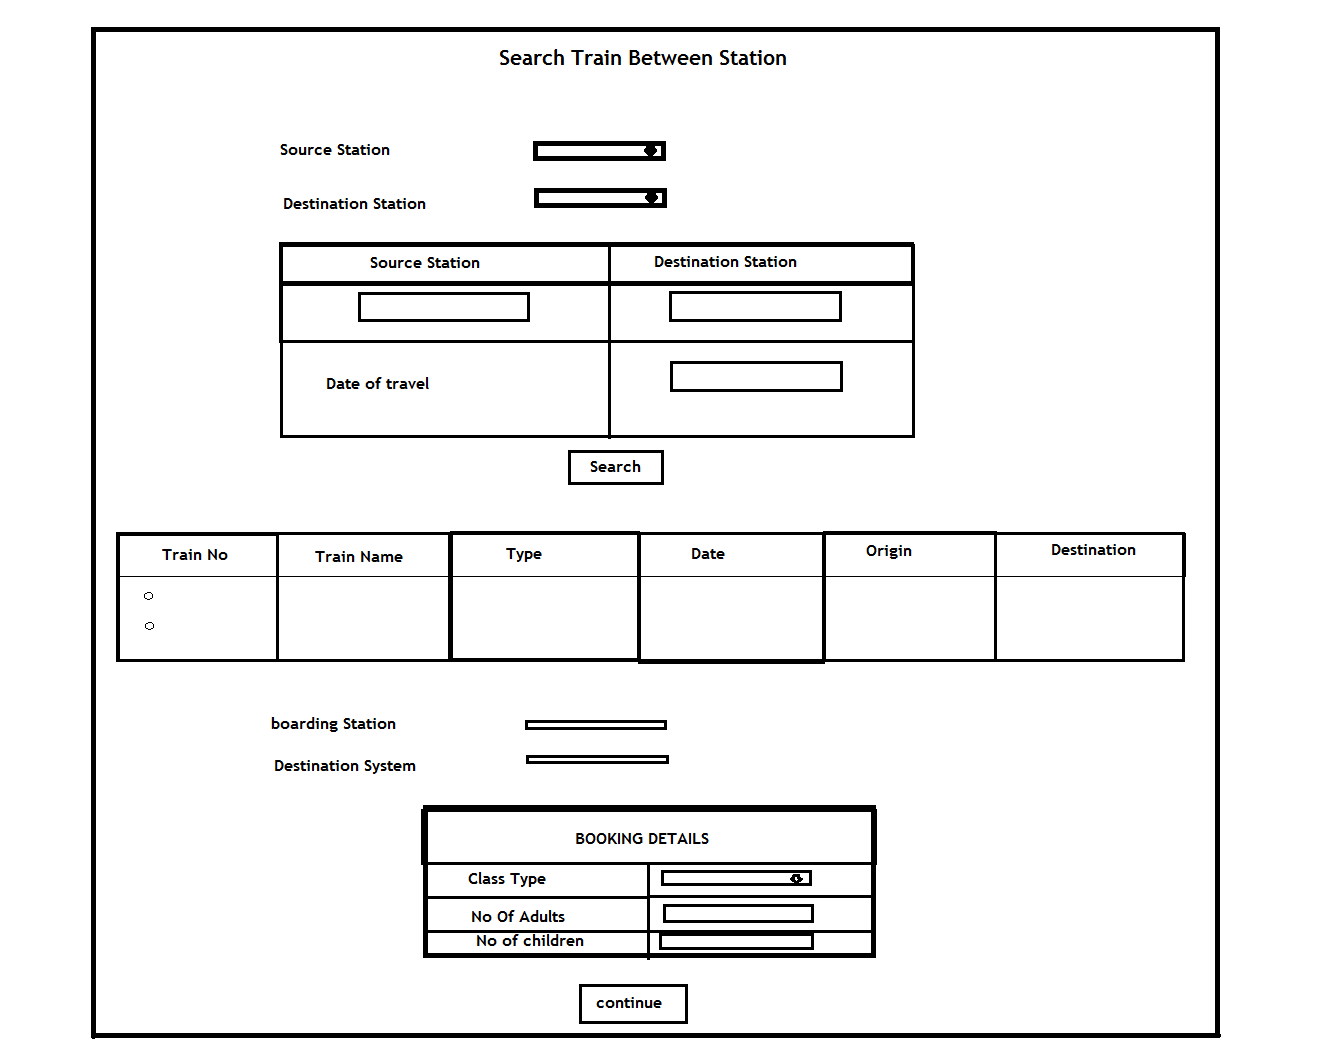 Search Train Between Station
Source Station
Destination Station
Source Station Destination Station
Date of travel
Search
Train No Train Name Type Date Origin Destination
boarding Station
Destination System
BOOKING DETAILS
Class Type
No Of Adults
No of children
continue